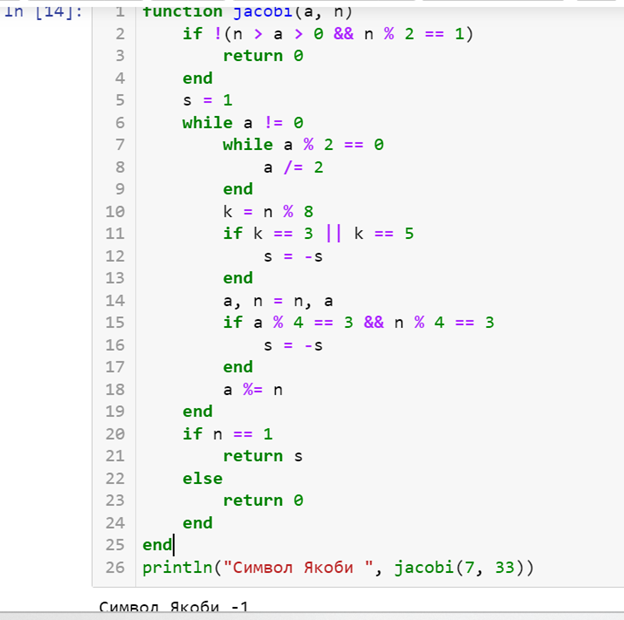 In [14]:
1 function jacobi(a, n)
2 if !(n > a > 0 && n % 2 == 1)
3 return 0
4 end
5 s = 1
6 while a != 0
7 while a % 2 == 0
8 a /= 2
9 end
10 k = n % 8
11 if k == 3 || k == 5
12 s = -s
13 end
14 a, n = n, a
15 if a % 4 == 3 && n % 4 == 3
16 s = -s
17 end
18 a %= n
19 end
20 if n == 1
21 return s
22 else
23 return 0
24 end
25 end
26 println("Символ Якоби ", jacobi(7, 33))
Символ Якоби -1